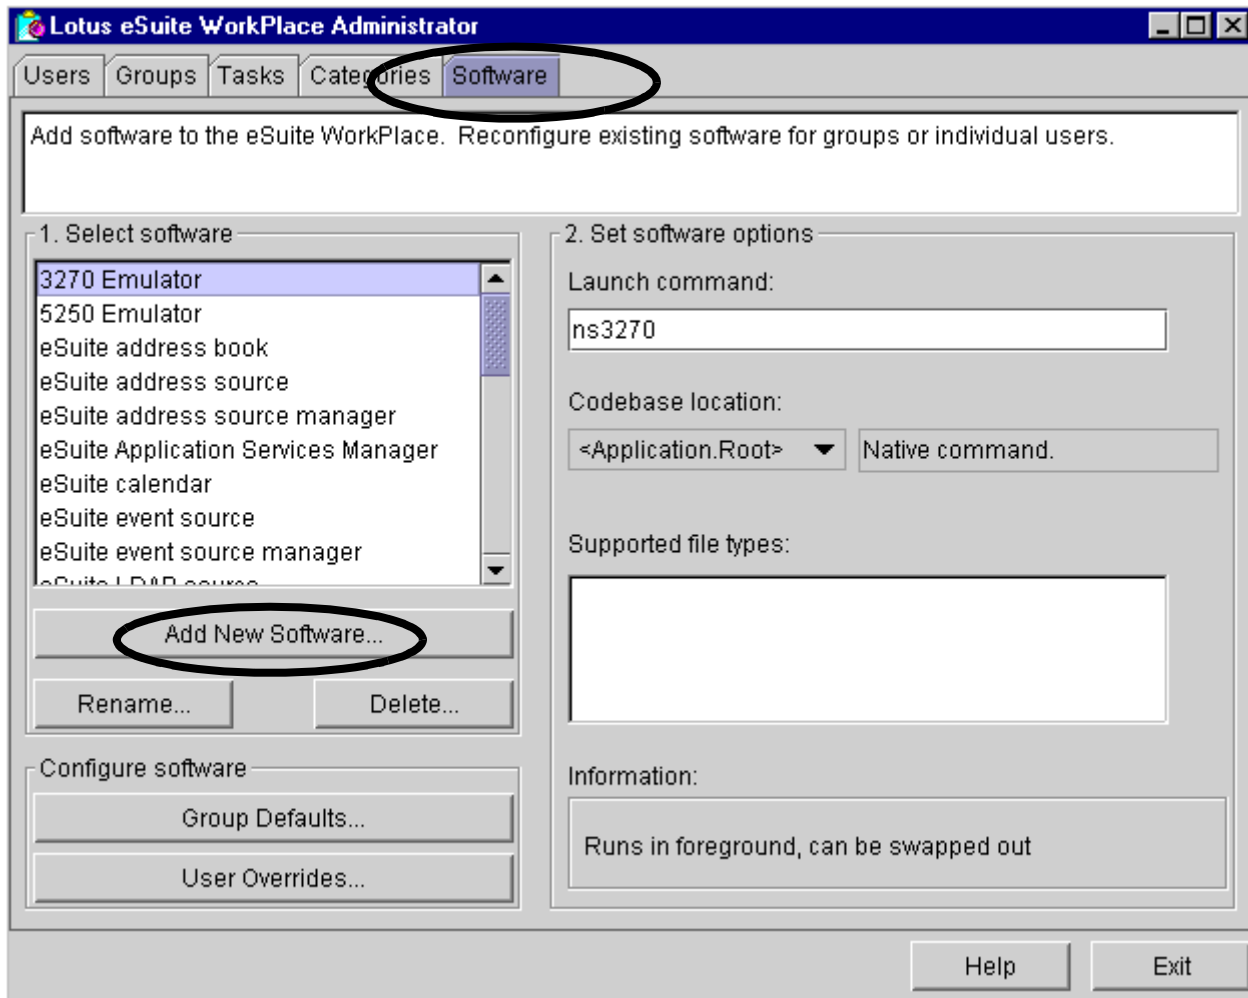 Lotus eSuite WorkPlace Administrator
Users Groups Tasks Categories Software
Add software to the eSuite WorkPlace. Reconfigure existing software for groups or individual users.
1. Select software
3270 Emulator
5250 Emulator
eSuite address book
eSuite address source
eSuite address source manager
eSuite Application Services Manager
eSuite calendar
eSuite event source
eSuite event source manager
eSuite LDAP source
Add New Software...
Rename... Delete...
Configure software
Group Defaults...
User Overrides...
2. Set software options
Launch command:
ns3270
Codebase location:
<Application.Root> Native command.
Supported file types:
Information:
Runs in foreground, can be swapped out
Help Exit